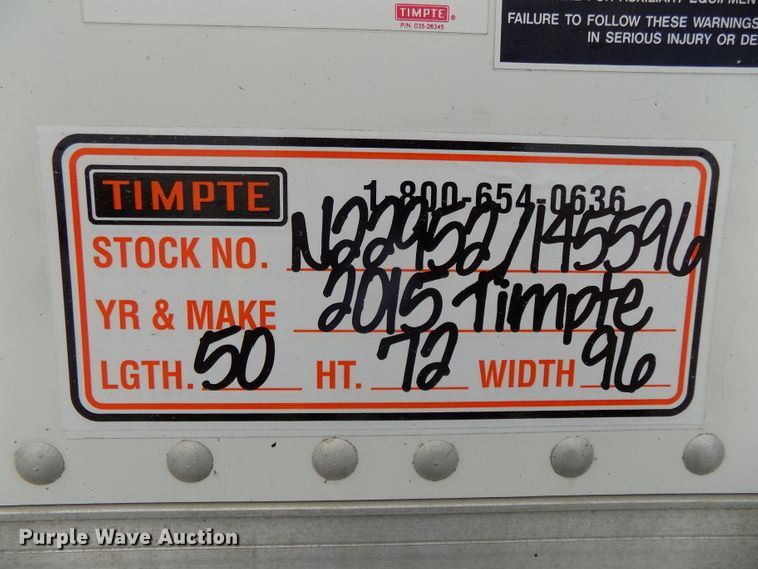 TIMPTE
P/N 035-26345
FAILURE TO FOLLOW THESE WARNINGS
IN SERIOUS INJURY OR DE
TIMPTE 1-800-654-0636
STOCK NO. N22952/145596
YR & MAKE 2015 Timpte
LGTH. 50 HT. 72 WIDTH 96
Purple Wave Auction